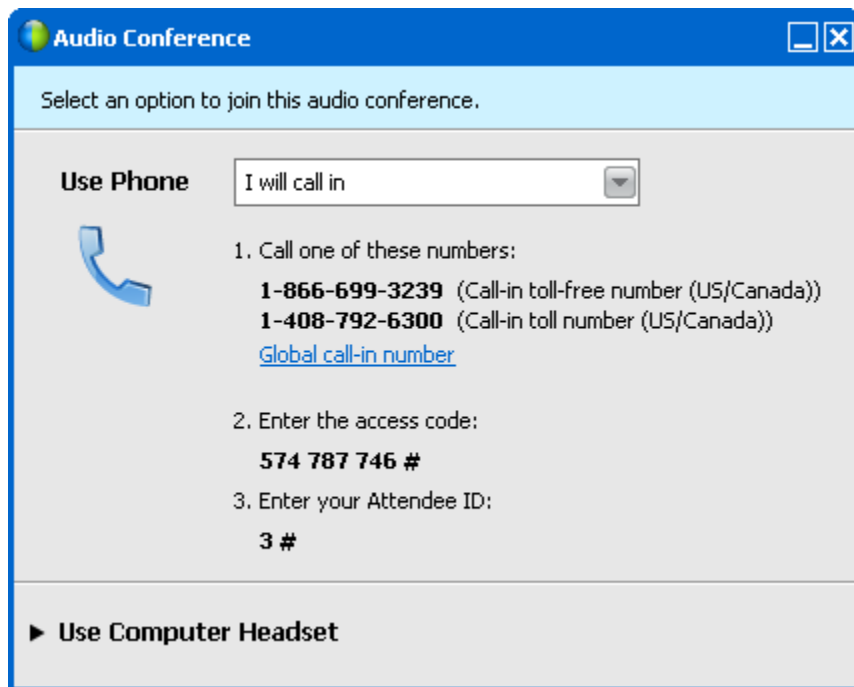 Audio Conference
Select an option to join this audio conference.
Use Phone
I will call in
1. Call one of these numbers:
1-866-699-3239 (Call-in toll-free number (US/Canada))
1-408-792-6300 (Call-in toll number (US/Canada))
Global call-in number
2. Enter the access code:
574 787 746 #
3. Enter your Attendee ID:
3 #
Use Computer Headset